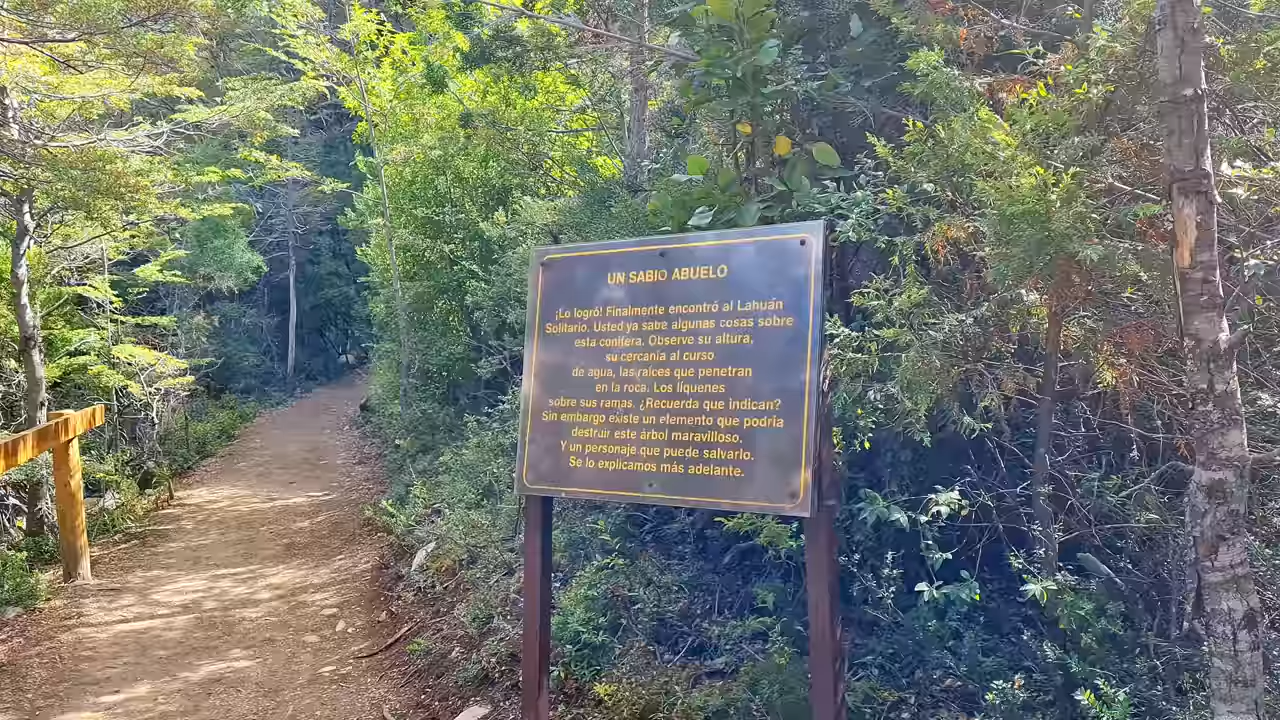 UN SABIO ABUELO
¡Lo logró! Finalmente encontró al Lahuán
Solitario. Usted ya sabe algunas cosas sobre
esta conífera. Observe su altura,
su cercanía al curso
de agua, las raíces que penetran
en la roca. Los líquenes
sobre sus ramas. ¿Recuerda que indican?
Sin embargo existe un elemento que podría
destruir este árbol maravilloso.
Y un personaje que puede salvarlo.
Se lo explicamos más adelante.